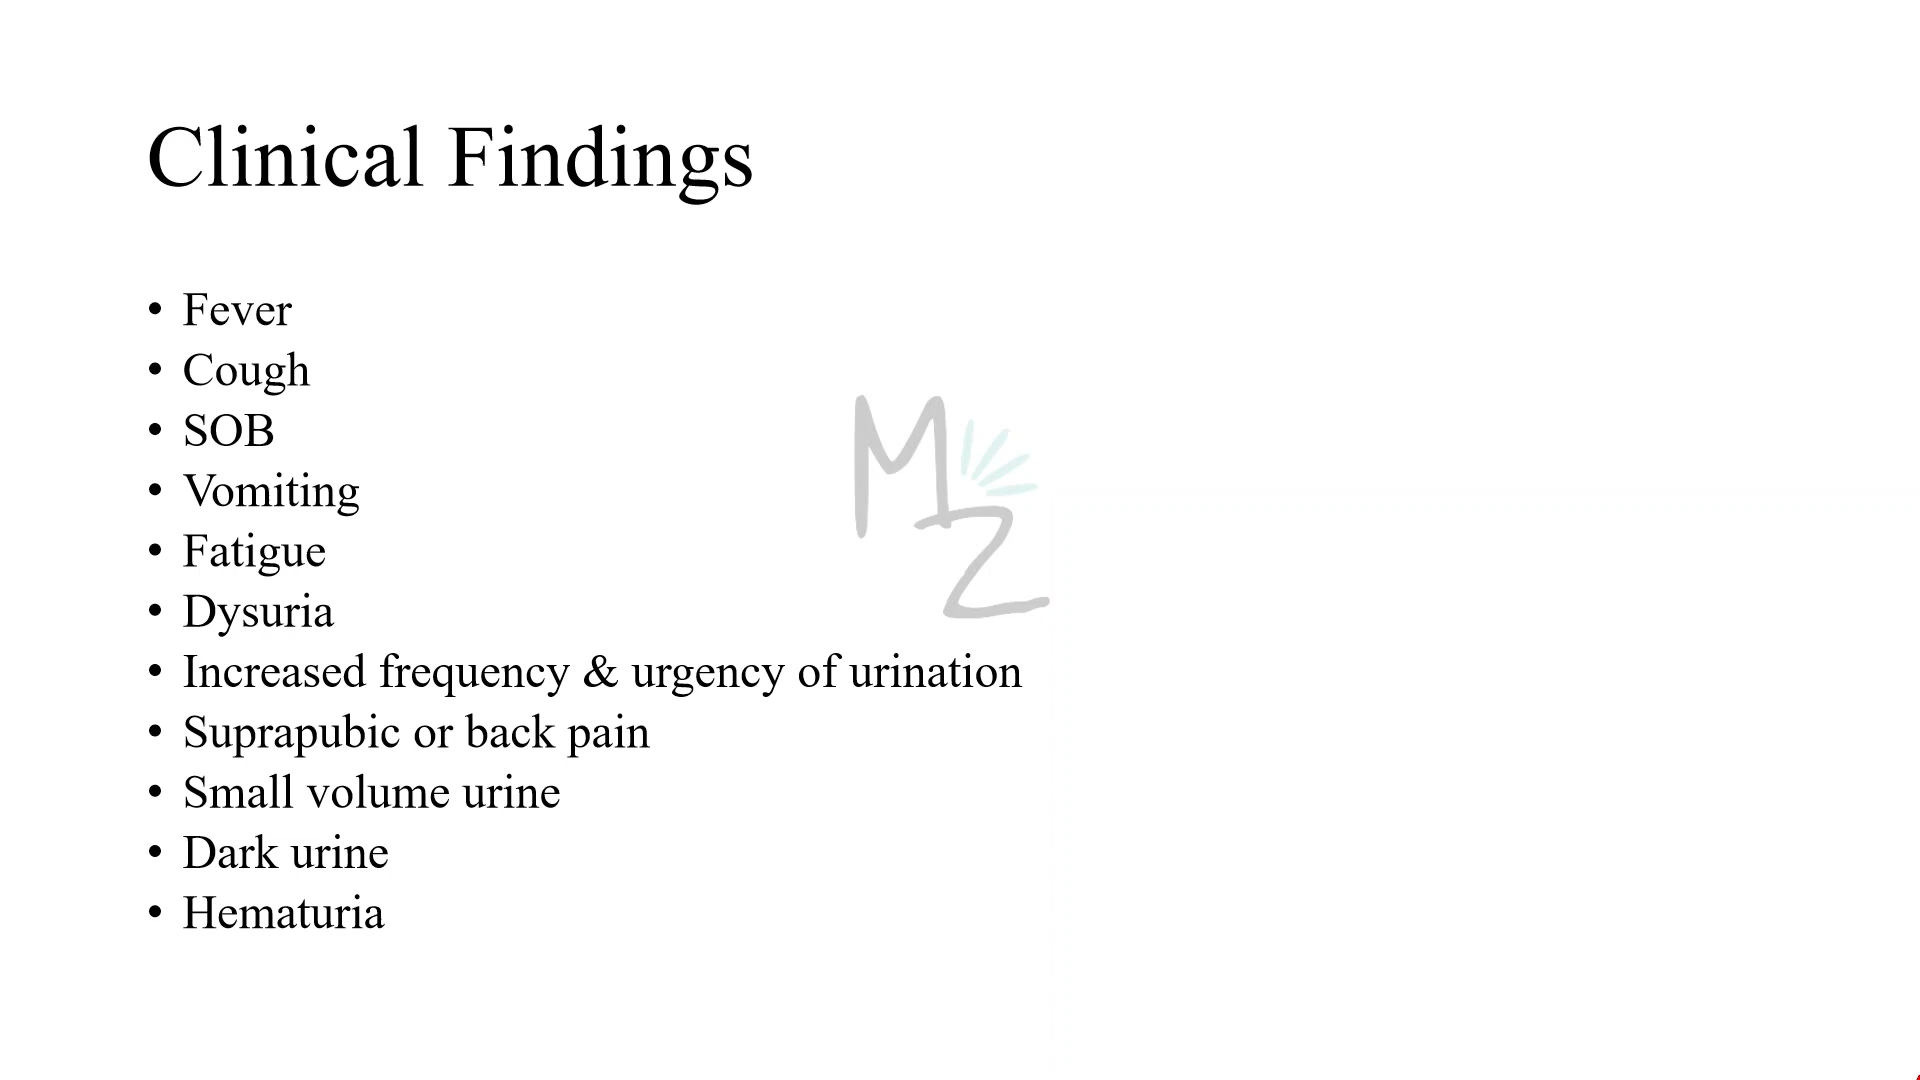 Clinical Findings
• Fever
• Cough
• SOB
• Vomiting
• Fatigue
• Dysuria
• Increased frequency & urgency of urination
• Suprapubic or back pain
• Small volume urine
• Dark urine
• Hematuria
MZ